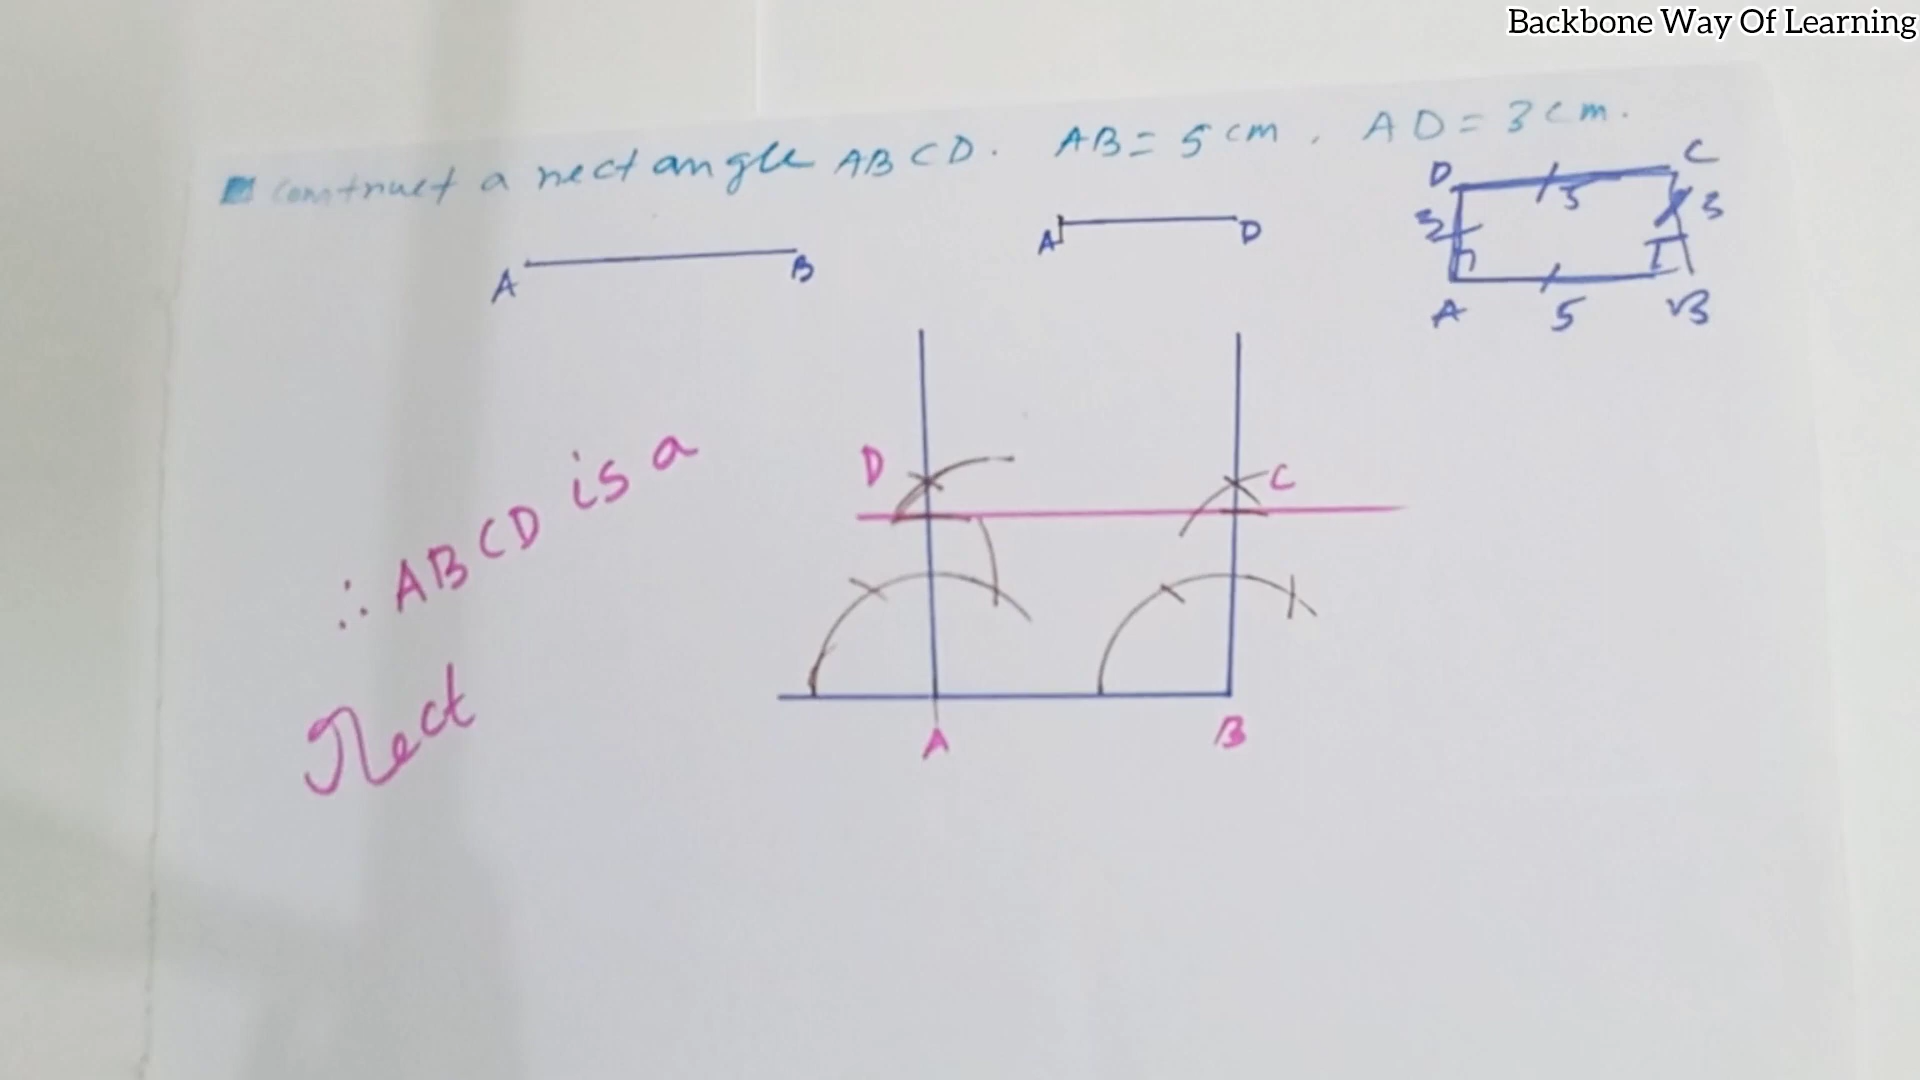 Backbone Way Of Learning
construct a rectangle ABCD. AB = 5 cm, AD = 3 cm.
A B
A D
D 5 C
3 3
A 5 B
D C
∴ ABCD is a
Rect
A B